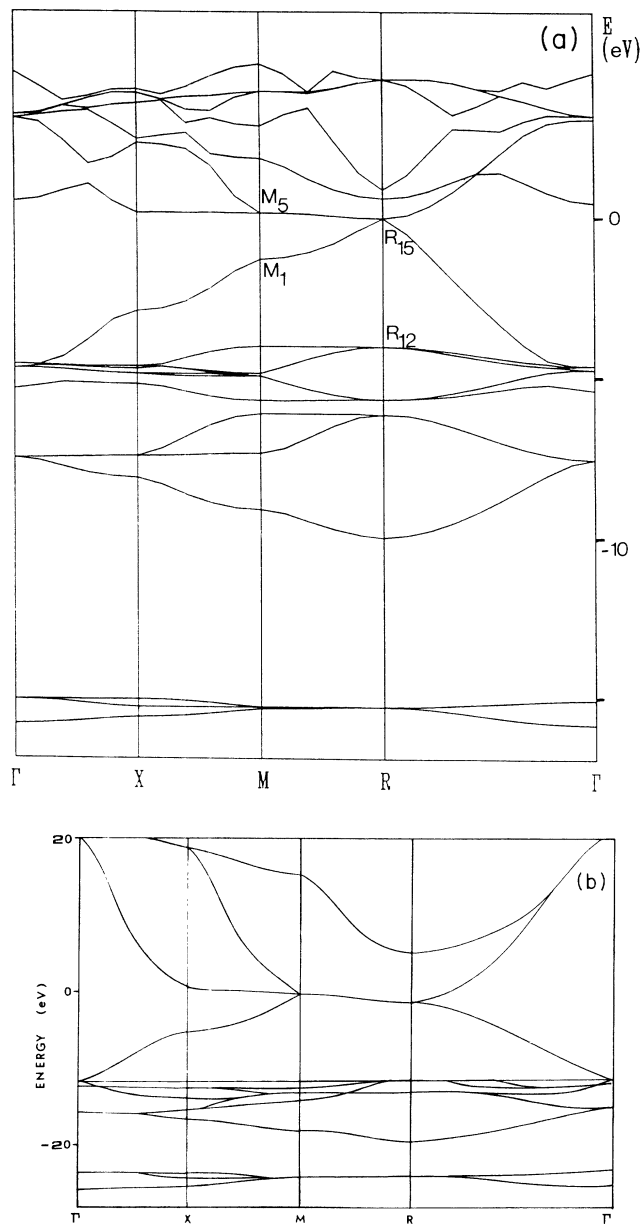 (a)
E
(eV)
M5
0
R15
M1
R12
-10
Γ X M R Γ
20
(b)
ENERGY (eV)
0
-20
Γ X M R Γ